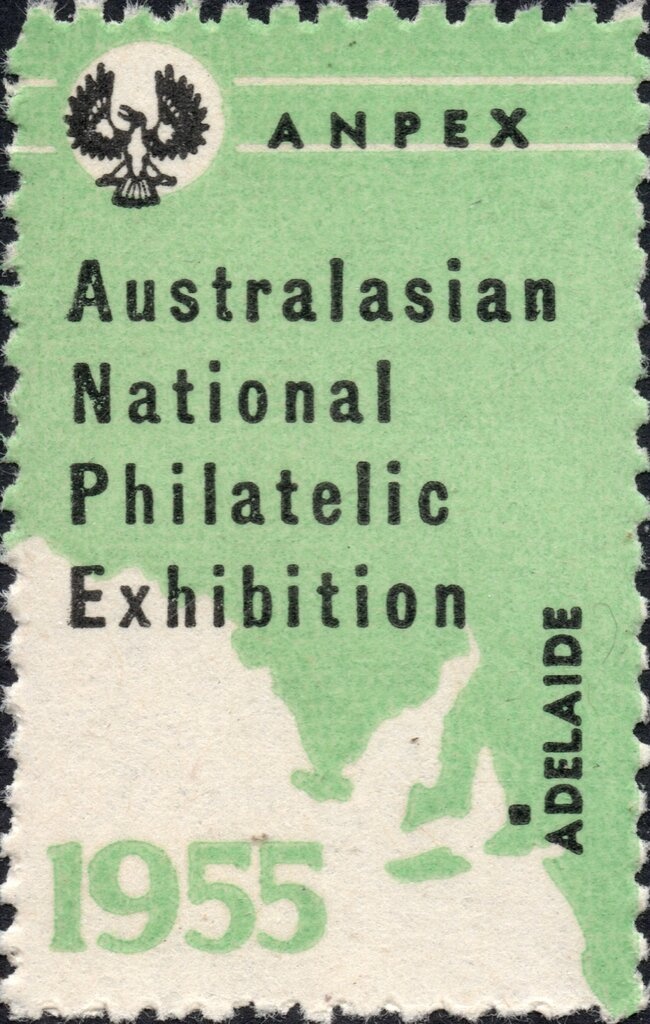 ANPEX
Australasian
National
Philatelic
Exhibition
ADELAIDE
1955